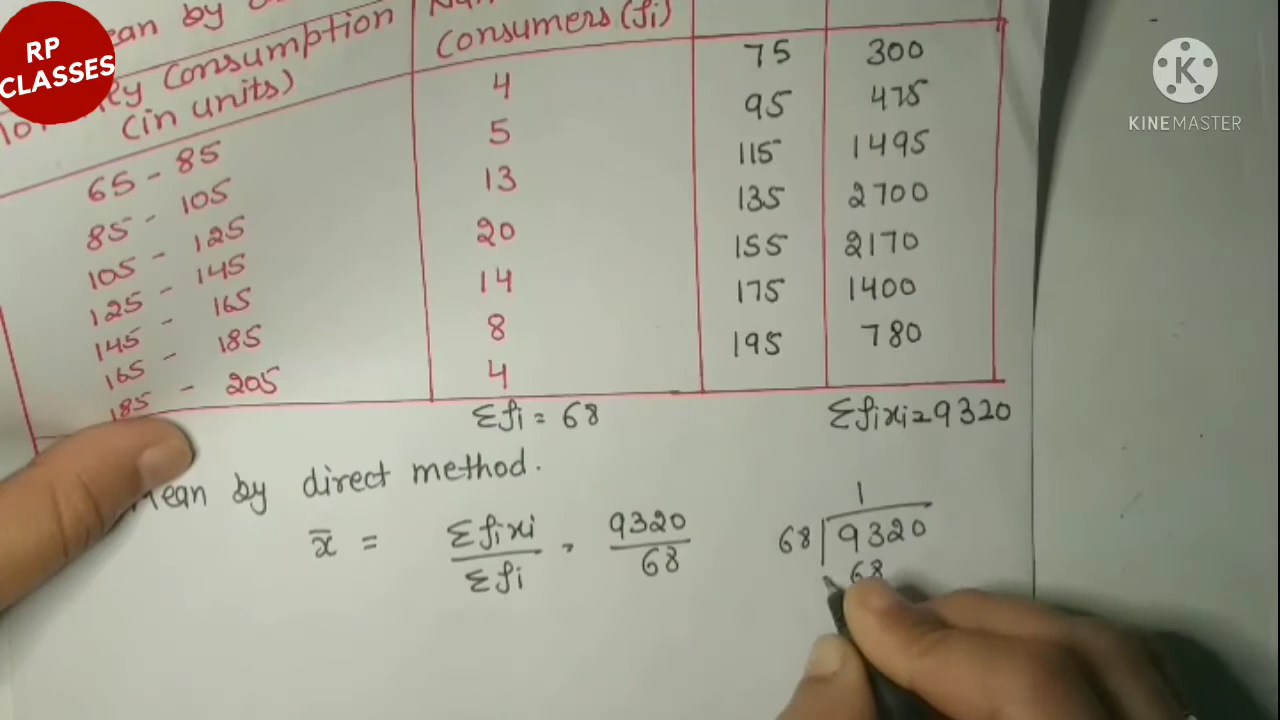 RP
CLASSES
KINEMASTER
ean by
Consumption
(in units)
Consumers (fi)
65 - 85 4 75 300
85 - 105 5 95 475
105 - 125 13 115 1495
125 - 145 20 135 2700
145 - 165 14 155 2170
165 - 185 8 175 1400
185 - 205 4 195 780
Σfi = 68 Σfixi=9320
Mean by direct method.
x̄ = Σfixi / Σfi = 9320 / 68
1
68 9320
68